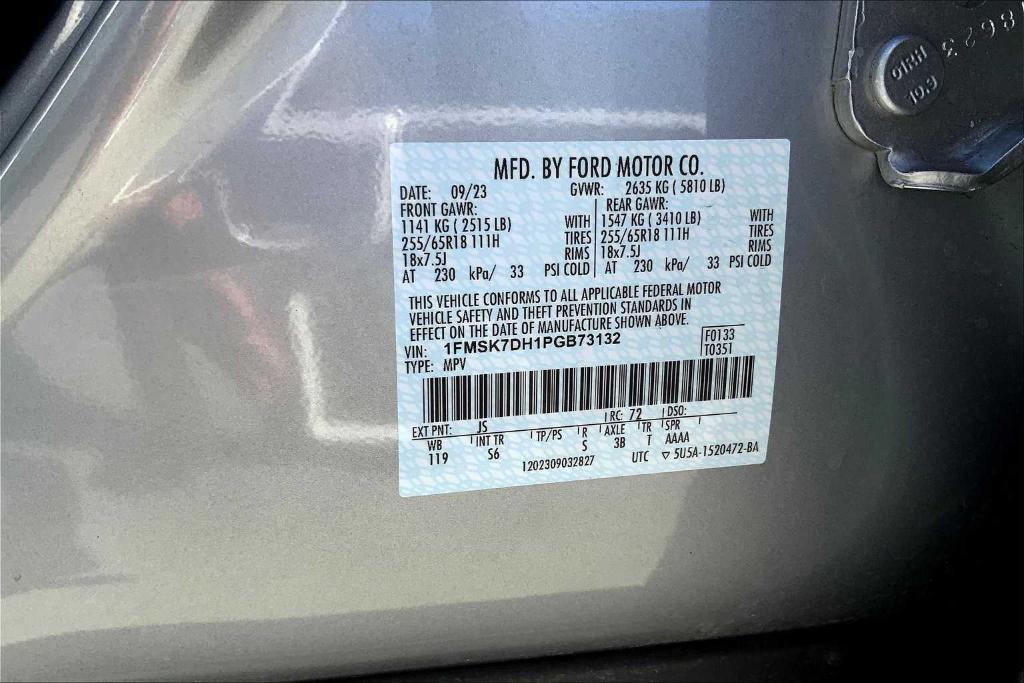 8623
MFD. BY FORD MOTOR CO.
DATE: 09/23 GVWR: 2635 KG ( 5810 LB)
FRONT GAWR: REAR GAWR:
1141 KG ( 2515 LB) WITH 1547 KG ( 3410 LB) WITH
255/65R18 111H TIRES 255/65R18 111H TIRES
18x7.5J RIMS 18x7.5J RIMS
AT 230 kPa/ 33 PSI COLD AT 230 kPa/ 33 PSI COLD
THIS VEHICLE CONFORMS TO ALL APPLICABLE FEDERAL MOTOR
VEHICLE SAFETY AND THEFT PREVENTION STANDARDS IN
EFFECT ON THE DATE OF MANUFACTURE SHOWN ABOVE.
VIN: 1FMSK7DH1PGB73132 F0133
TYPE: MPV T0351
EXT PNT: JS RC: 72 DSO:
WB INT TR TP/PS R AXLE TR SPR
119 S6 S 3B T AAAA
1202309032827 UTC ▽ 5U5A-1520472-BA